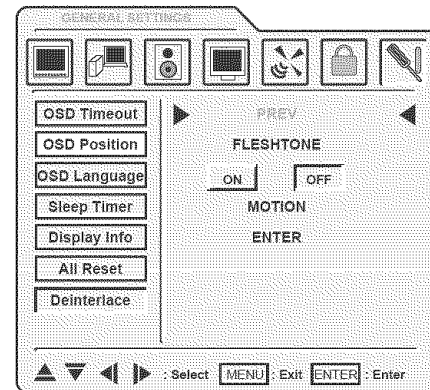 GENERAL SETTINGS
OSD Timeout
OSD Position
OSD Language
Sleep Timer
Display Info
All Reset
Deinterlace
PREV
FLESHTONE
ON OFF
MOTION
ENTER
: Select MENU : Exit ENTER : Enter